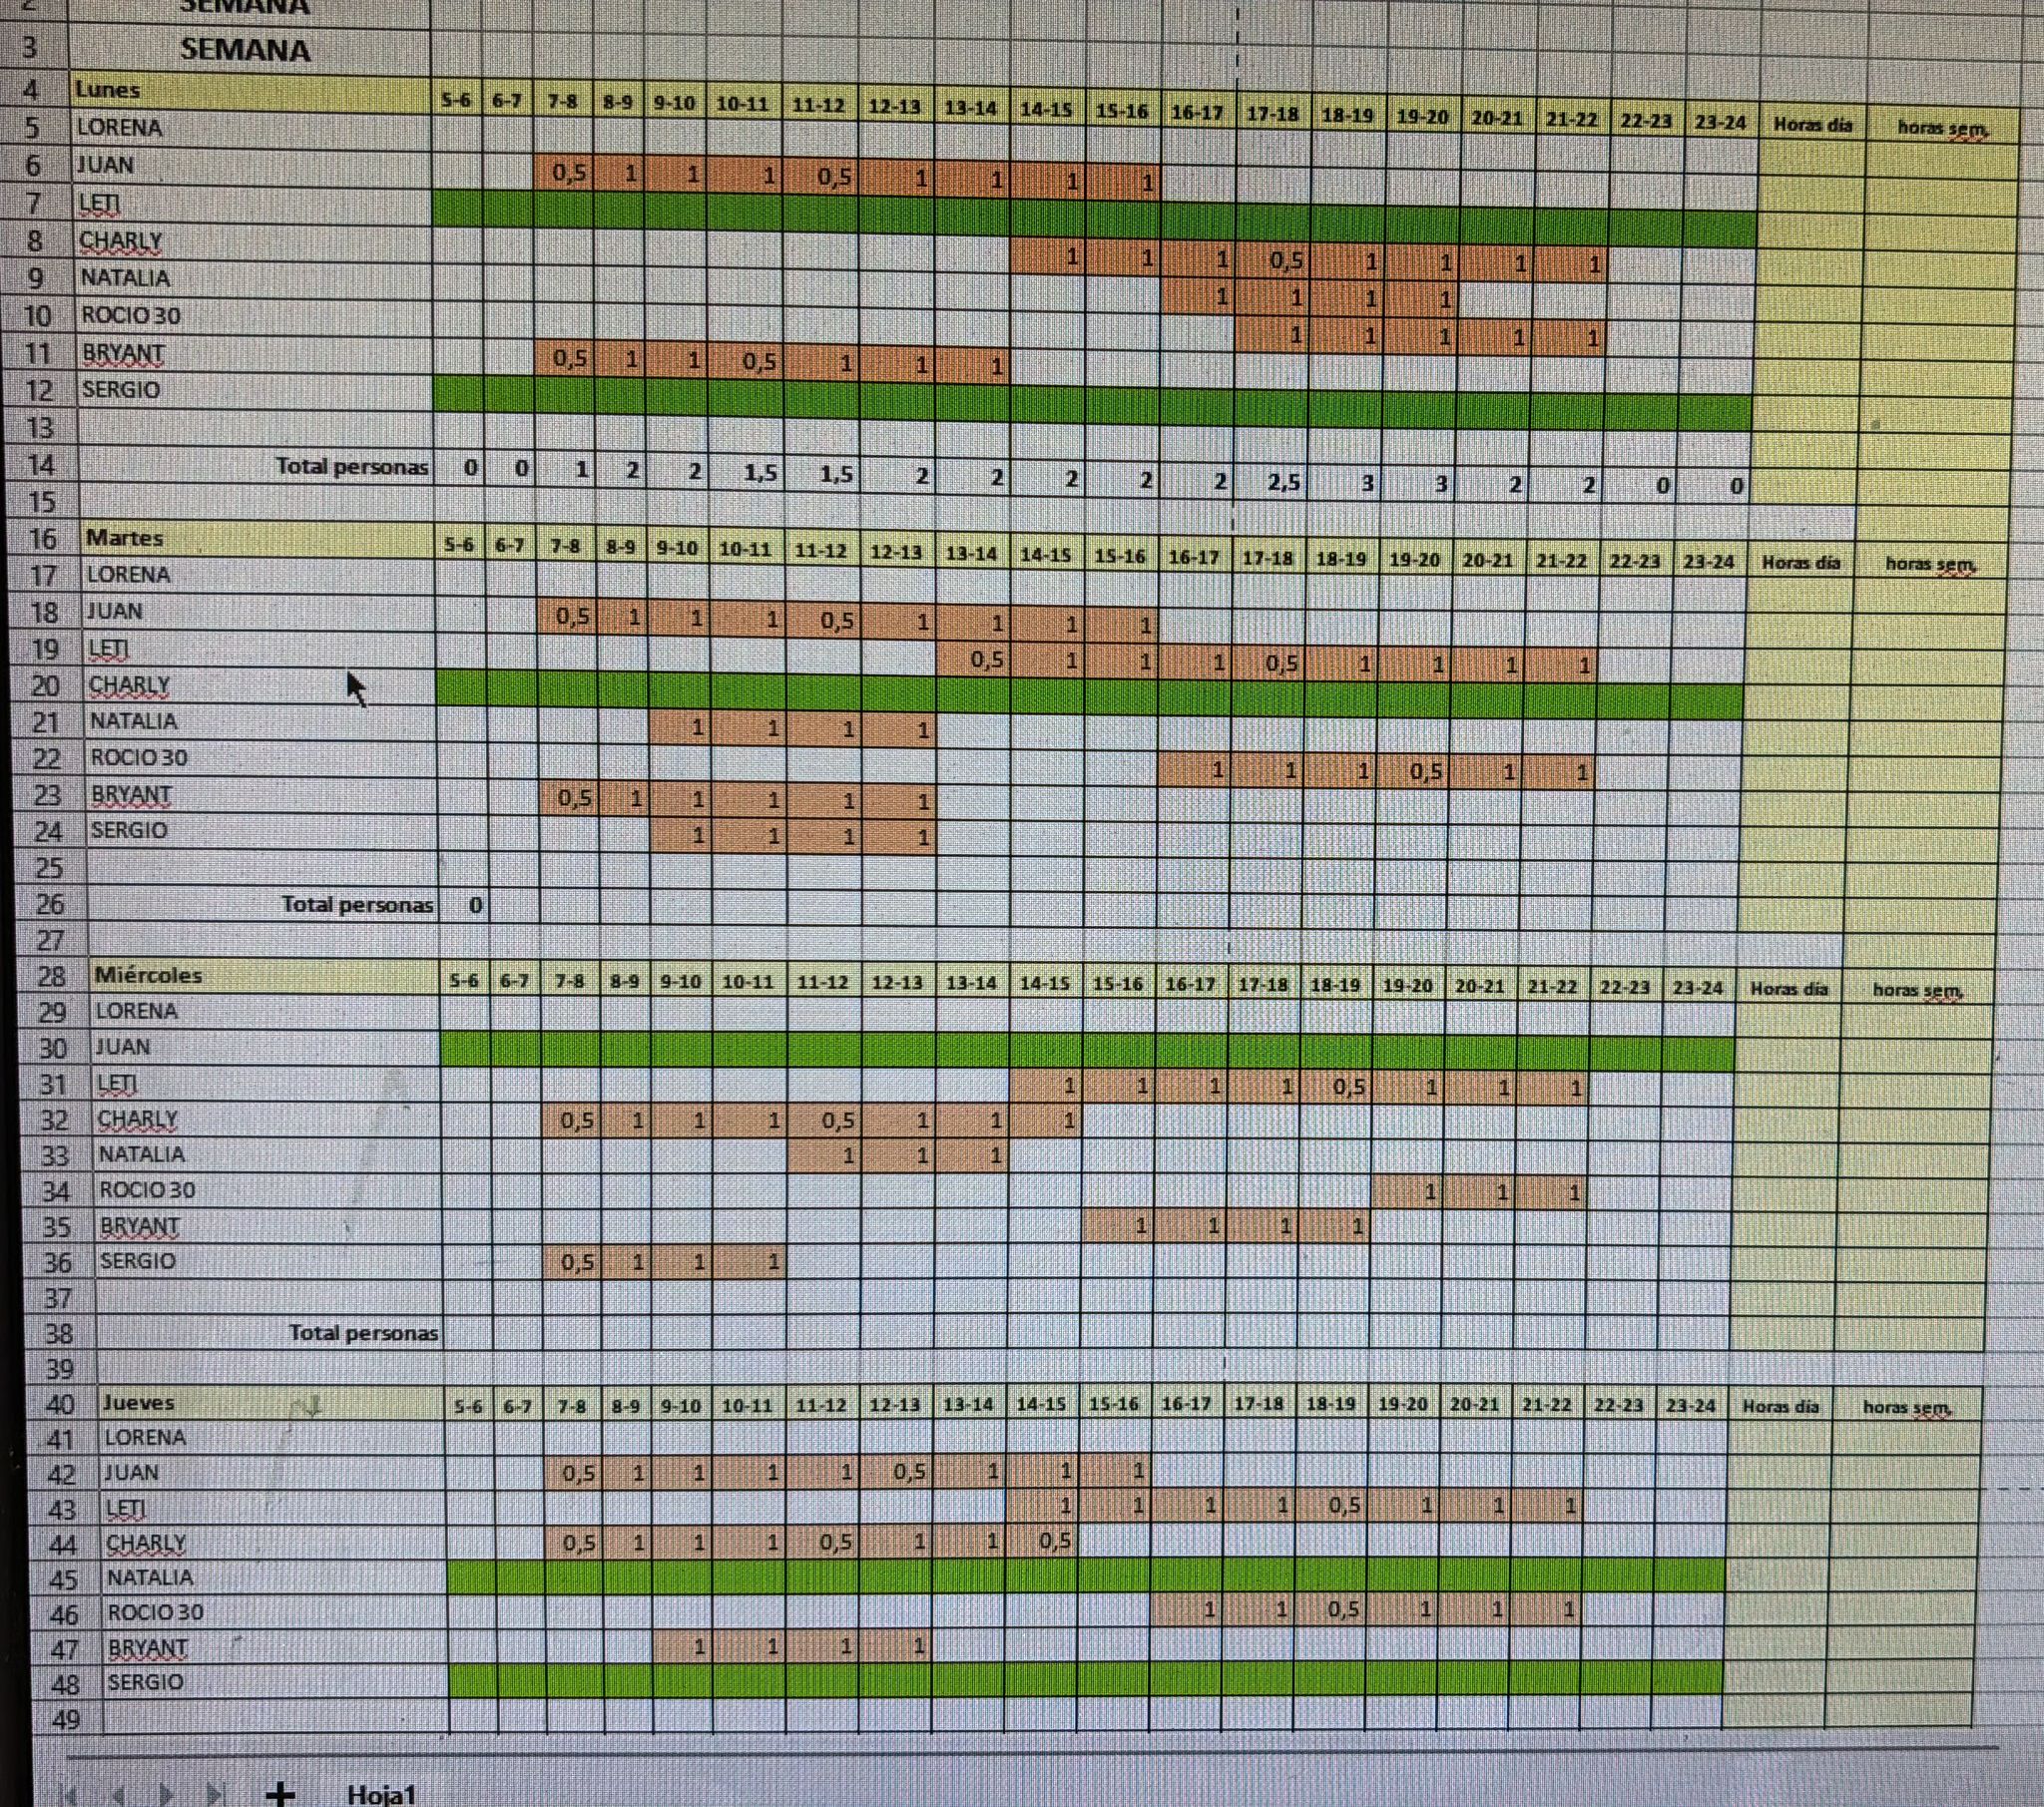 2 SEMANA
3 SEMANA
4 Lunes 5-6 6-7 7-8 8-9 9-10 10-11 11-12 12-13 13-14 14-15 15-16 16-17 17-18 18-19 19-20 20-21 21-22 22-23 23-24 Horas día horas sem.
5 LORENA
6 JUAN 0,5 1 1 1 0,5 1 1 1 1
7 LETI
8 CHARLY 1 1 1 0,5 1 1 1 1
9 NATALIA 1 1 1 1
10 ROCIO 30 1 1 1 1 1
11 BRYANT 0,5 1 1 0,5 1 1 1
12 SERGIO
13
14 Total personas 0 0 1 2 2 1,5 1,5 2 2 2 2 2 2,5 3 3 2 2 0 0
15
16 Martes 5-6 6-7 7-8 8-9 9-10 10-11 11-12 12-13 13-14 14-15 15-16 16-17 17-18 18-19 19-20 20-21 21-22 22-23 23-24 Horas día horas sem.
17 LORENA
18 JUAN 0,5 1 1 1 0,5 1 1 1 1
19 LETI 0,5 1 1 1 0,5 1 1 1 1
20 CHARLY
21 NATALIA 1 1 1 1
22 ROCIO 30 1 1 1 0,5 1 1
23 BRYANT 0,5 1 1 1 1 1
24 SERGIO 1 1 1 1
25
26 Total personas 0
27
28 Miércoles 5-6 6-7 7-8 8-9 9-10 10-11 11-12 12-13 13-14 14-15 15-16 16-17 17-18 18-19 19-20 20-21 21-22 22-23 23-24 Horas día horas sem.
29 LORENA
30 JUAN
31 LETI 1 1 1 1 0,5 1 1 1
32 CHARLY 0,5 1 1 1 0,5 1 1 1
33 NATALIA 1 1 1
34 ROCIO 30 1 1 1
35 BRYANT 1 1 1 1
36 SERGIO 0,5 1 1 1
37
38 Total personas
39
40 Jueves 5-6 6-7 7-8 8-9 9-10 10-11 11-12 12-13 13-14 14-15 15-16 16-17 17-18 18-19 19-20 20-21 21-22 22-23 23-24 Horas día horas sem.
41 LORENA
42 JUAN 0,5 1 1 1 1 0,5 1 1 1
43 LETI 1 1 1 1 0,5 1 1 1
44 CHARLY 0,5 1 1 1 0,5 1 1 0,5
45 NATALIA
46 ROCIO 30 1 1 0,5 1 1 1
47 BRYANT 1 1 1 1
48 SERGIO
49
Hoja1